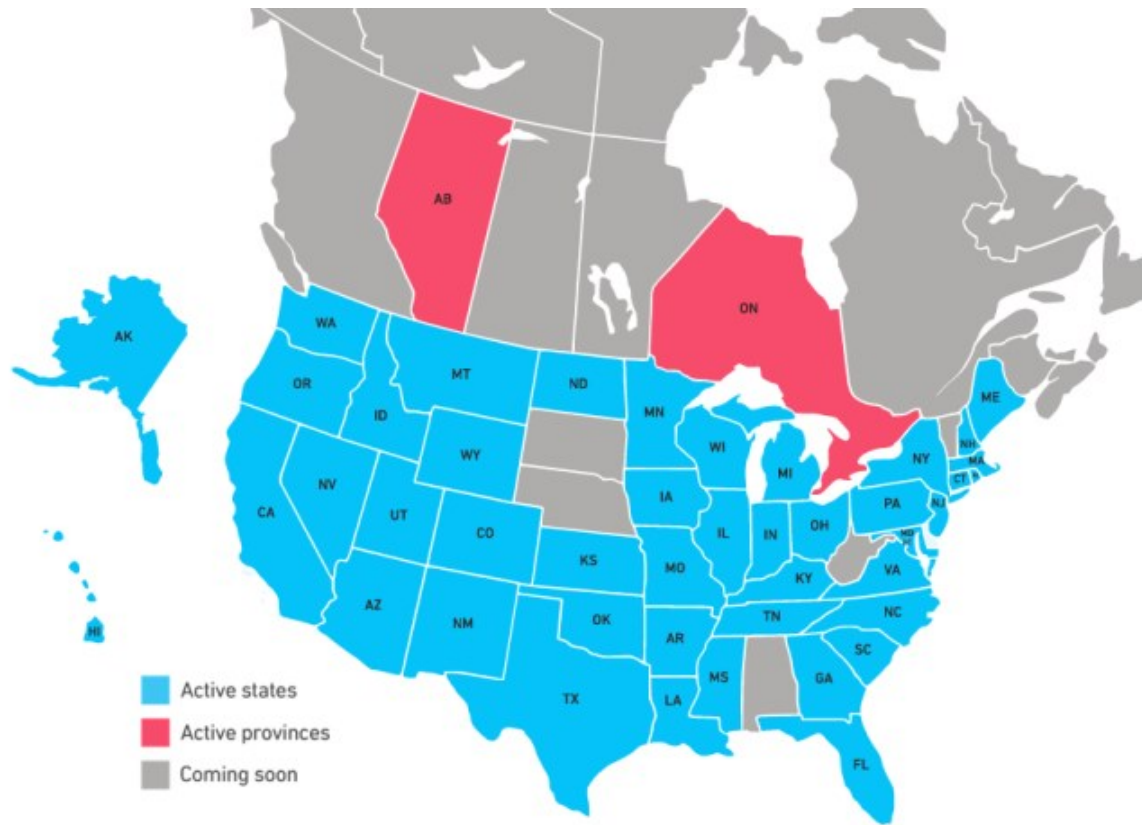 AB
ON
AK
WA
MT
ND
MN
ME
OR
ID
WI
NH
NY
MA
WY
MI
CT
IA
PA
NJ
NV
CA
UT
CO
IL
IN
OH
MD
KS
MO
KY
VA
AZ
NM
OK
TN
NC
AR
SC
HI
MS
GA
TX
LA
FL
Active states
Active provinces
Coming soon